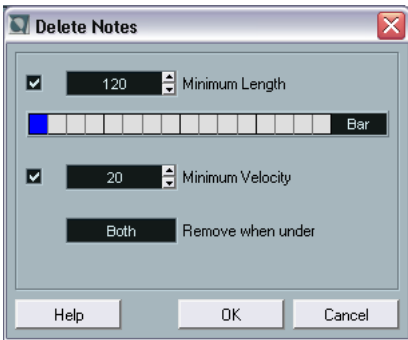 Delete Notes
120 Minimum Length
Bar
20 Minimum Velocity
Both Remove when under
Help OK Cancel